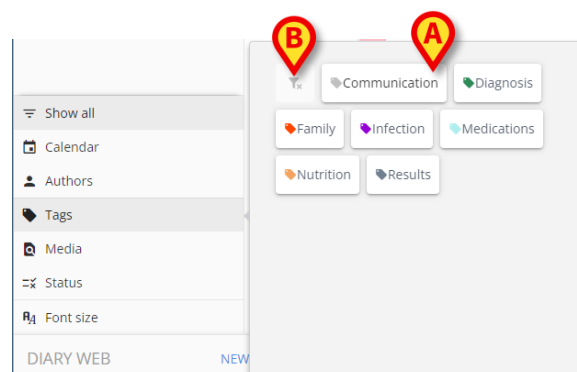 B
A
Communication
Diagnosis
Show all
Family
Infection
Medications
Calendar
Authors
Nutrition
Results
Tags
Media
Status
Font size
DIARY WEB
NEW